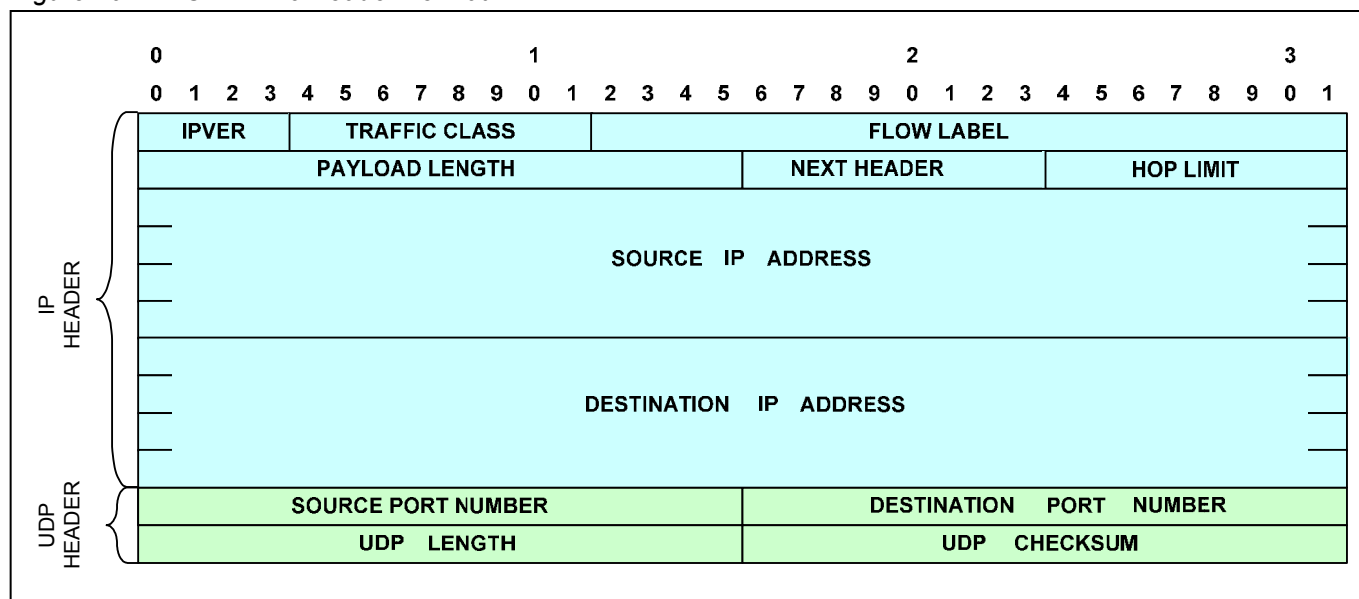 0 1 2 3
0 1 2 3 4 5 6 7 8 9 0 1 2 3 4 5 6 7 8 9 0 1 2 3 4 5 6 7 8 9 0 1
IPVER TRAFFIC CLASS FLOW LABEL
PAYLOAD LENGTH NEXT HEADER HOP LIMIT
SOURCE IP ADDRESS
IP
HEADER
DESTINATION IP ADDRESS
SOURCE PORT NUMBER DESTINATION PORT NUMBER
UDP
HEADER
UDP LENGTH UDP CHECKSUM